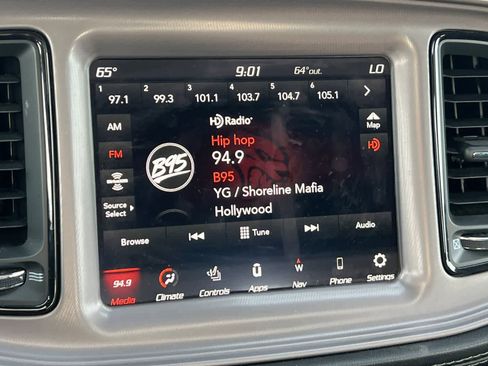 65° 9:01 64° out. LO
1 2 3 4 5 6
97.1 99.3 101.1 103.7 104.7 105.1
AM
HD Radio
Map
Hip hop
FM
94.9
HD
B95
B95
YG / Shoreline Mafia
Source
Select
Hollywood
Browse Tune Audio
94.9 W
Media Climate Controls Apps Nav Phone Settings